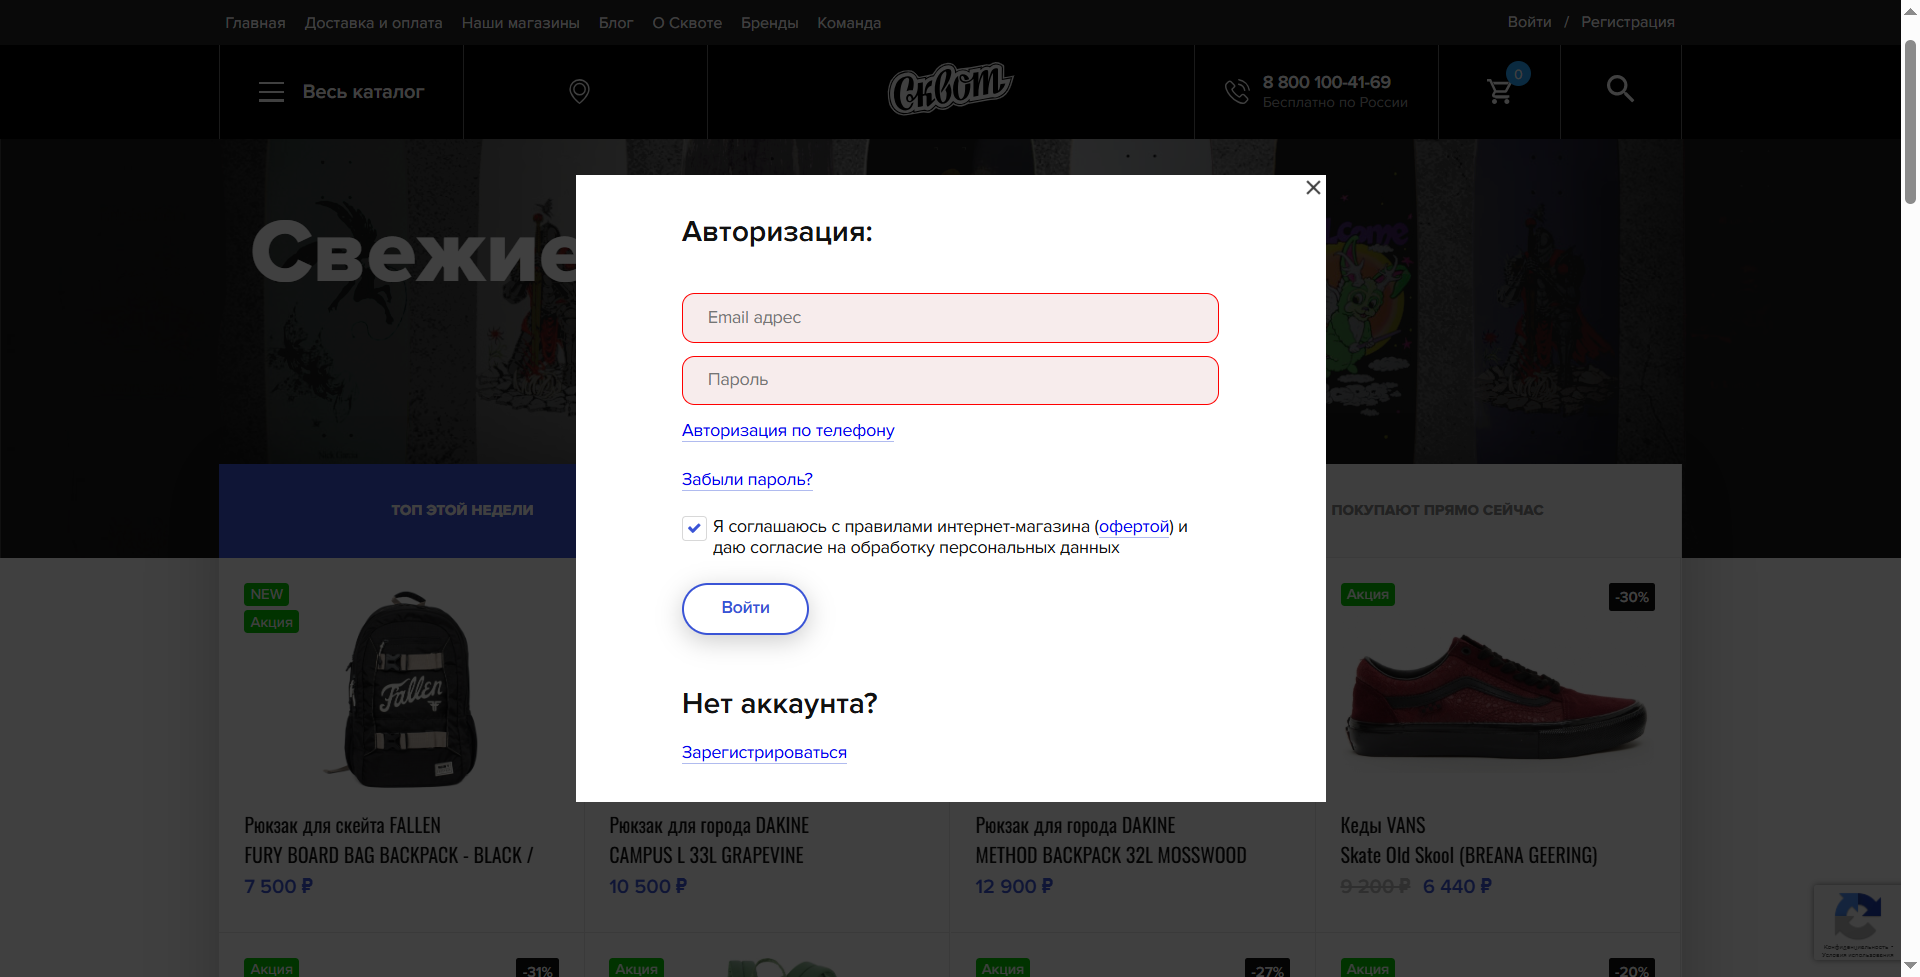 Главная Доставка и оплата Наши магазины Блог О Сквоте Бренды Команда Войти / Регистрация
Весь каталог
Сквот
8 800 100-41-69
Бесплатно по России
0
Свежие
Авторизация:
Email адрес
Пароль
Авторизация по телефону
Забыли пароль?
Я соглашаюсь с правилами интернет-магазина (офертой) и
даю согласие на обработку персональных данных
Войти
Нет аккаунта?
Зарегистрироваться
ТОП ЭТОЙ НЕДЕЛИ
ПОКУПАЮТ ПРЯМО СЕЙЧАС
NEW
Акция
Fallen
Акция
-30%
Рюкзак для скейта FALLEN
FURY BOARD BAG BACKPACK - BLACK /
7 500 ₽
Рюкзак для города DAKINE
CAMPUS L 33L GRAPEVINE
10 500 ₽
Рюкзак для города DAKINE
METHOD BACKPACK 32L MOSSWOOD
12 900 ₽
Кеды VANS
Skate Old Skool (BREANA GEERING)
9 200 ₽ 6 440 ₽
Конфиденциальность -
Условия использования
Акция
-31%
Акция
Акция
-27%
Акция
-20%